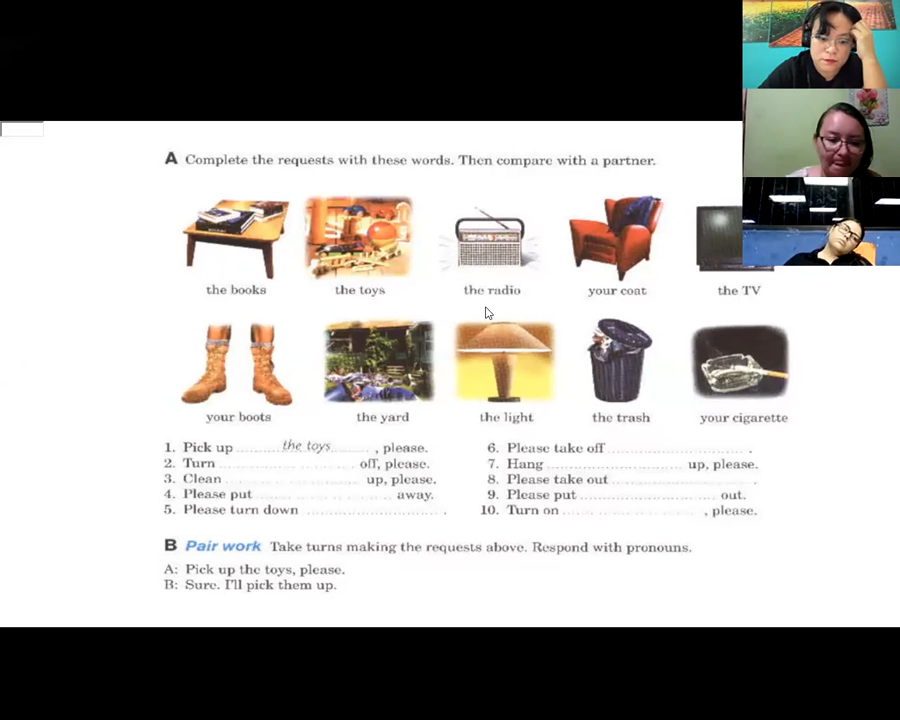 A Complete the requests with these words. Then compare with a partner.
the books the toys the radio your coat the TV
your boots the yard the light the trash your cigarette
1. Pick up the toys, please.
2. Turn off, please.
3. Clean up, please.
4. Please put away.
5. Please turn down .
6. Please take off .
7. Hang up, please.
8. Please take out .
9. Please put out.
10. Turn on , please.
B Pair work Take turns making the requests above. Respond with pronouns.
A: Pick up the toys, please.
B: Sure. I'll pick them up.